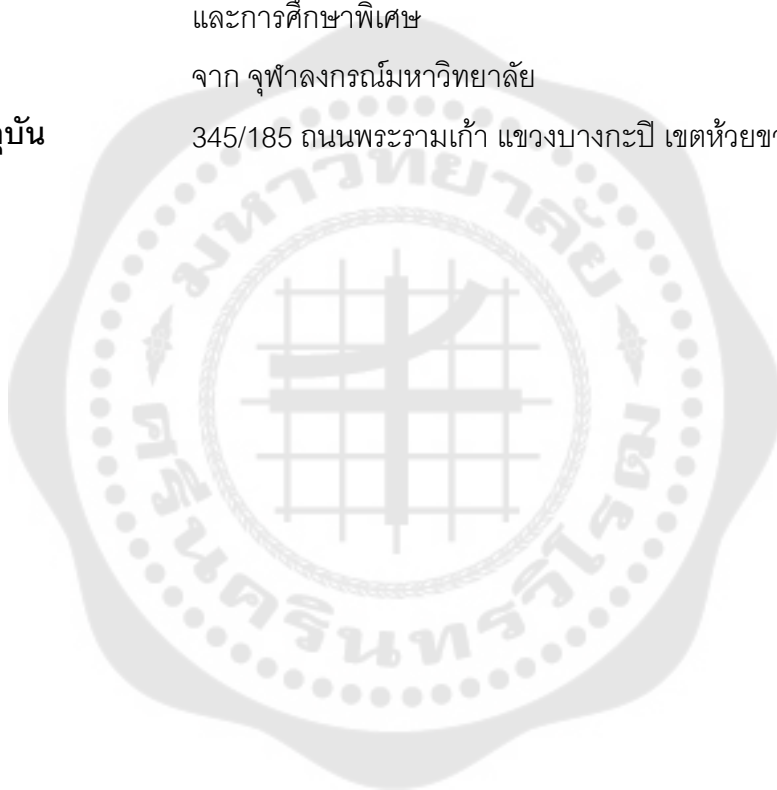 และการศึกษาพิเศษ
จาก จุฬาลงกรณ์มหาวิทยาลัย
345/185 ถนนพระรามเก้า แขวงบางกะปิ เขตห้วยขว
มหาวิทยาลัย
ศรีนครินทรวิโรฒ